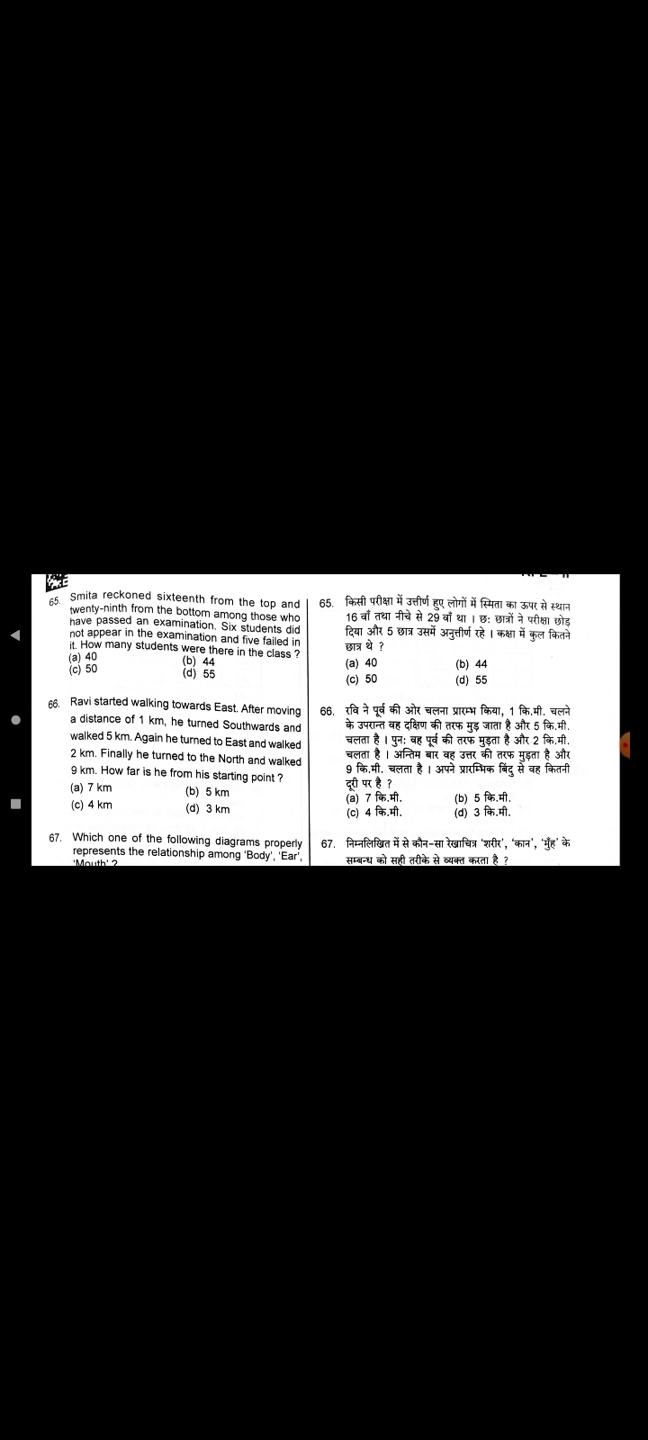 65. Smita reckoned sixteenth from the top and
twenty-ninth from the bottom among those who
have passed an examination. Six students did
not appear in the examination and five failed in
it. How many students were there in the class ?
(a) 40 (b) 44
(c) 50 (d) 55
66. Ravi started walking towards East. After moving
a distance of 1 km, he turned Southwards and
walked 5 km. Again he turned to East and walked
2 km. Finally he turned to the North and walked
9 km. How far is he from his starting point ?
(a) 7 km (b) 5 km
(c) 4 km (d) 3 km
67. Which one of the following diagrams properly
represents the relationship among 'Body', 'Ear',
'Mouth' ?
65. किसी परीक्षा में उत्तीर्ण हुए लोगों में स्मिता का ऊपर से स्थान
16 वाँ तथा नीचे से 29 वाँ था । छः छात्रों ने परीक्षा छोड़
दिया और 5 छात्र उसमें अनुत्तीर्ण रहे । कक्षा में कुल कितने
छात्र थे ?
(a) 40 (b) 44
(c) 50 (d) 55
66. रवि ने पूर्व की ओर चलना प्रारम्भ किया, 1 कि.मी. चलने
के उपरान्त वह दक्षिण की तरफ मुड़ जाता है और 5 कि.मी.
चलता है । पुनः वह पूर्व की तरफ मुड़ता है और 2 कि.मी.
चलता है । अन्तिम बार वह उत्तर की तरफ मुड़ता है और
9 कि.मी. चलता है । अपने प्रारम्भिक बिंदु से वह कितनी
दूरी पर है ?
(a) 7 कि.मी. (b) 5 कि.मी.
(c) 4 कि.मी. (d) 3 कि.मी.
67. निम्नलिखित में से कौन-सा रेखाचित्र 'शरीर', 'कान', 'मुँह' के
सम्बन्ध को सही तरीके से व्यक्त करता है ?